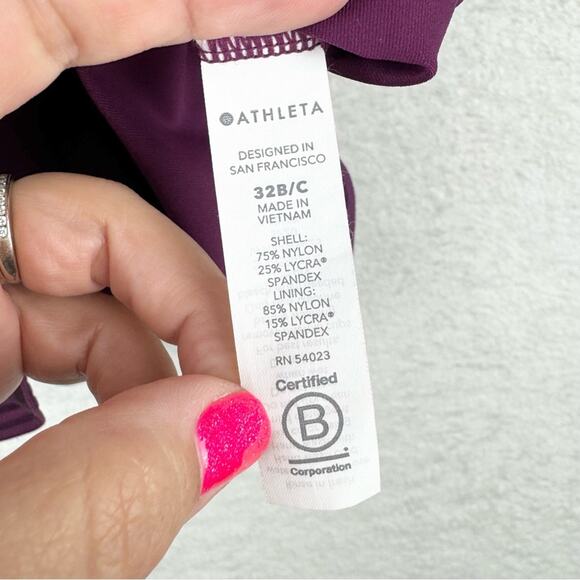 ATHLETA
DESIGNED IN
SAN FRANCISCO
32B/C
MADE IN
VIETNAM
SHELL:
75% NYLON
25% LYCRA®
SPANDEX
LINING:
85% NYLON
15% LYCRA®
SPANDEX
RN 54023
Certified
B
Corporation